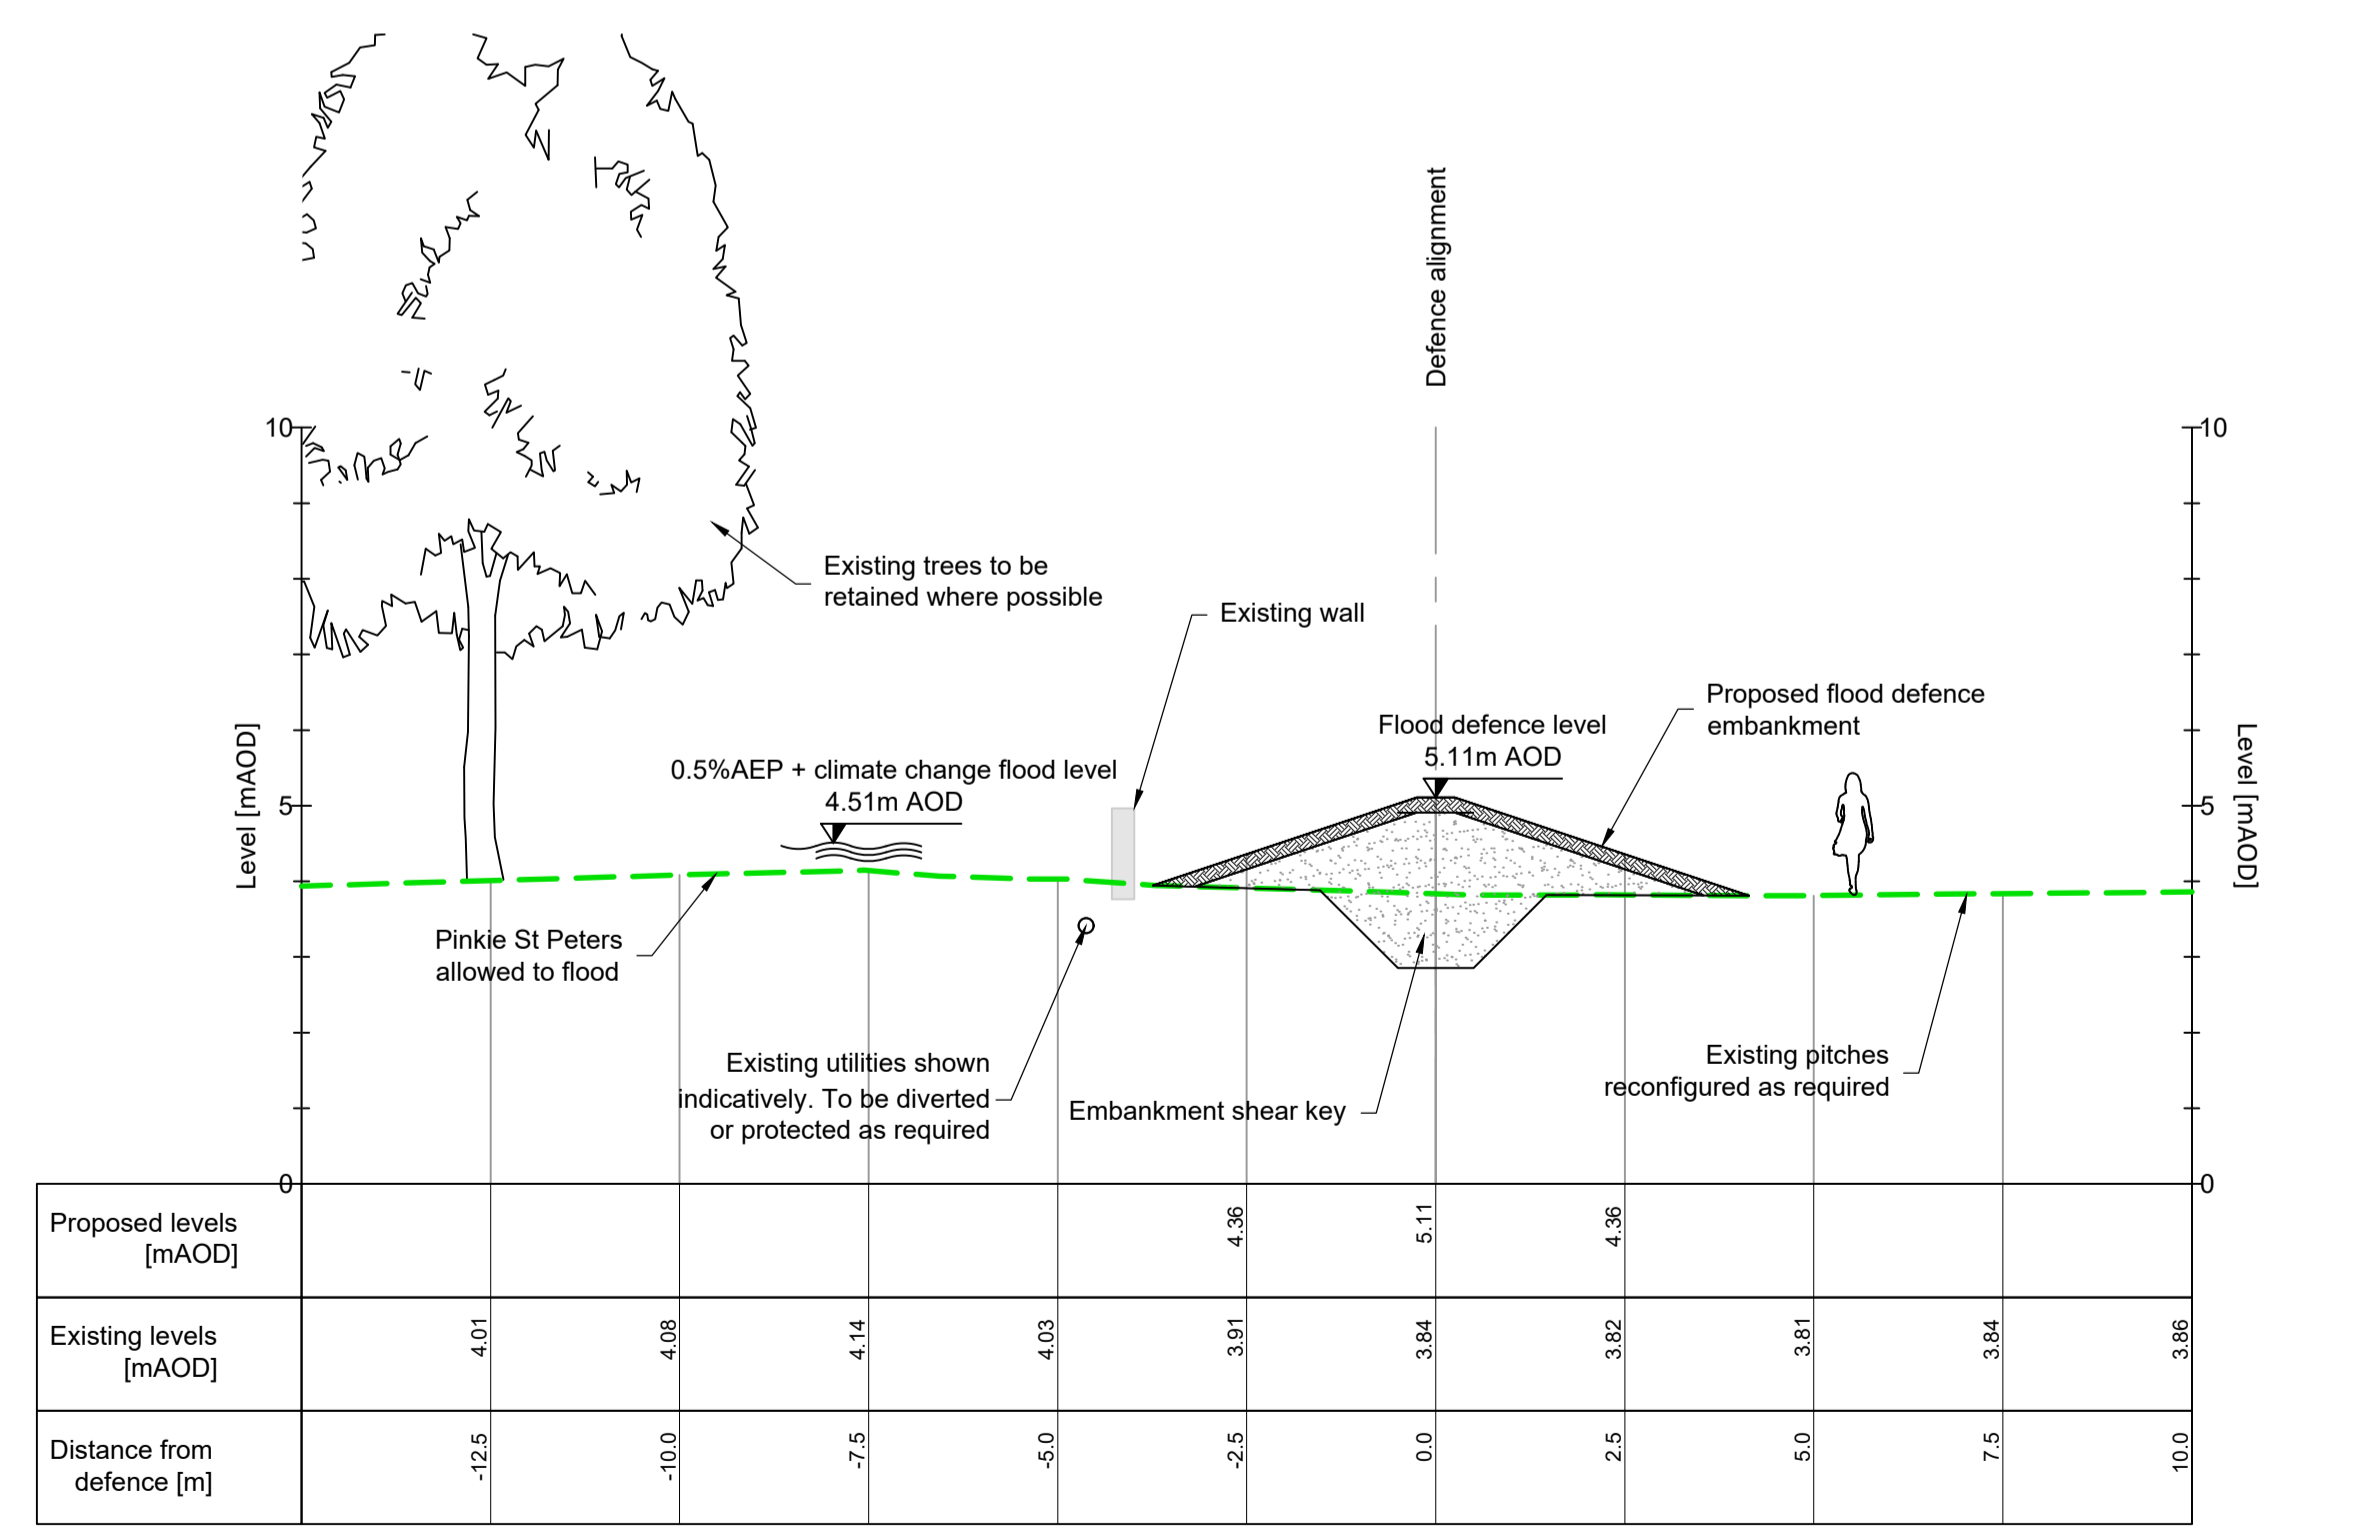 Defence alignment
10
10
Existing trees to be
retained where possible
Existing wall
Proposed flood defence
embankment
Flood defence level
5.11m AOD
0.5%AEP + climate change flood level
4.51m AOD
Level [mAOD]
Level [mAOD]
5
5
Pinkie St Peters
allowed to flood
Existing utilities shown
indicatively. To be diverted
or protected as required
Embankment shear key
Existing pitches
reconfigured as required
0
0
Proposed levels
[mAOD]
4.36
5.11
4.36
Existing levels
[mAOD]
4.01
4.08
4.14
4.03
3.91
3.84
3.82
3.81
3.84
3.86
Distance from
defence [m]
-12.5
-10.0
-7.5
-5.0
-2.5
0.0
2.5
5.0
7.5
10.0